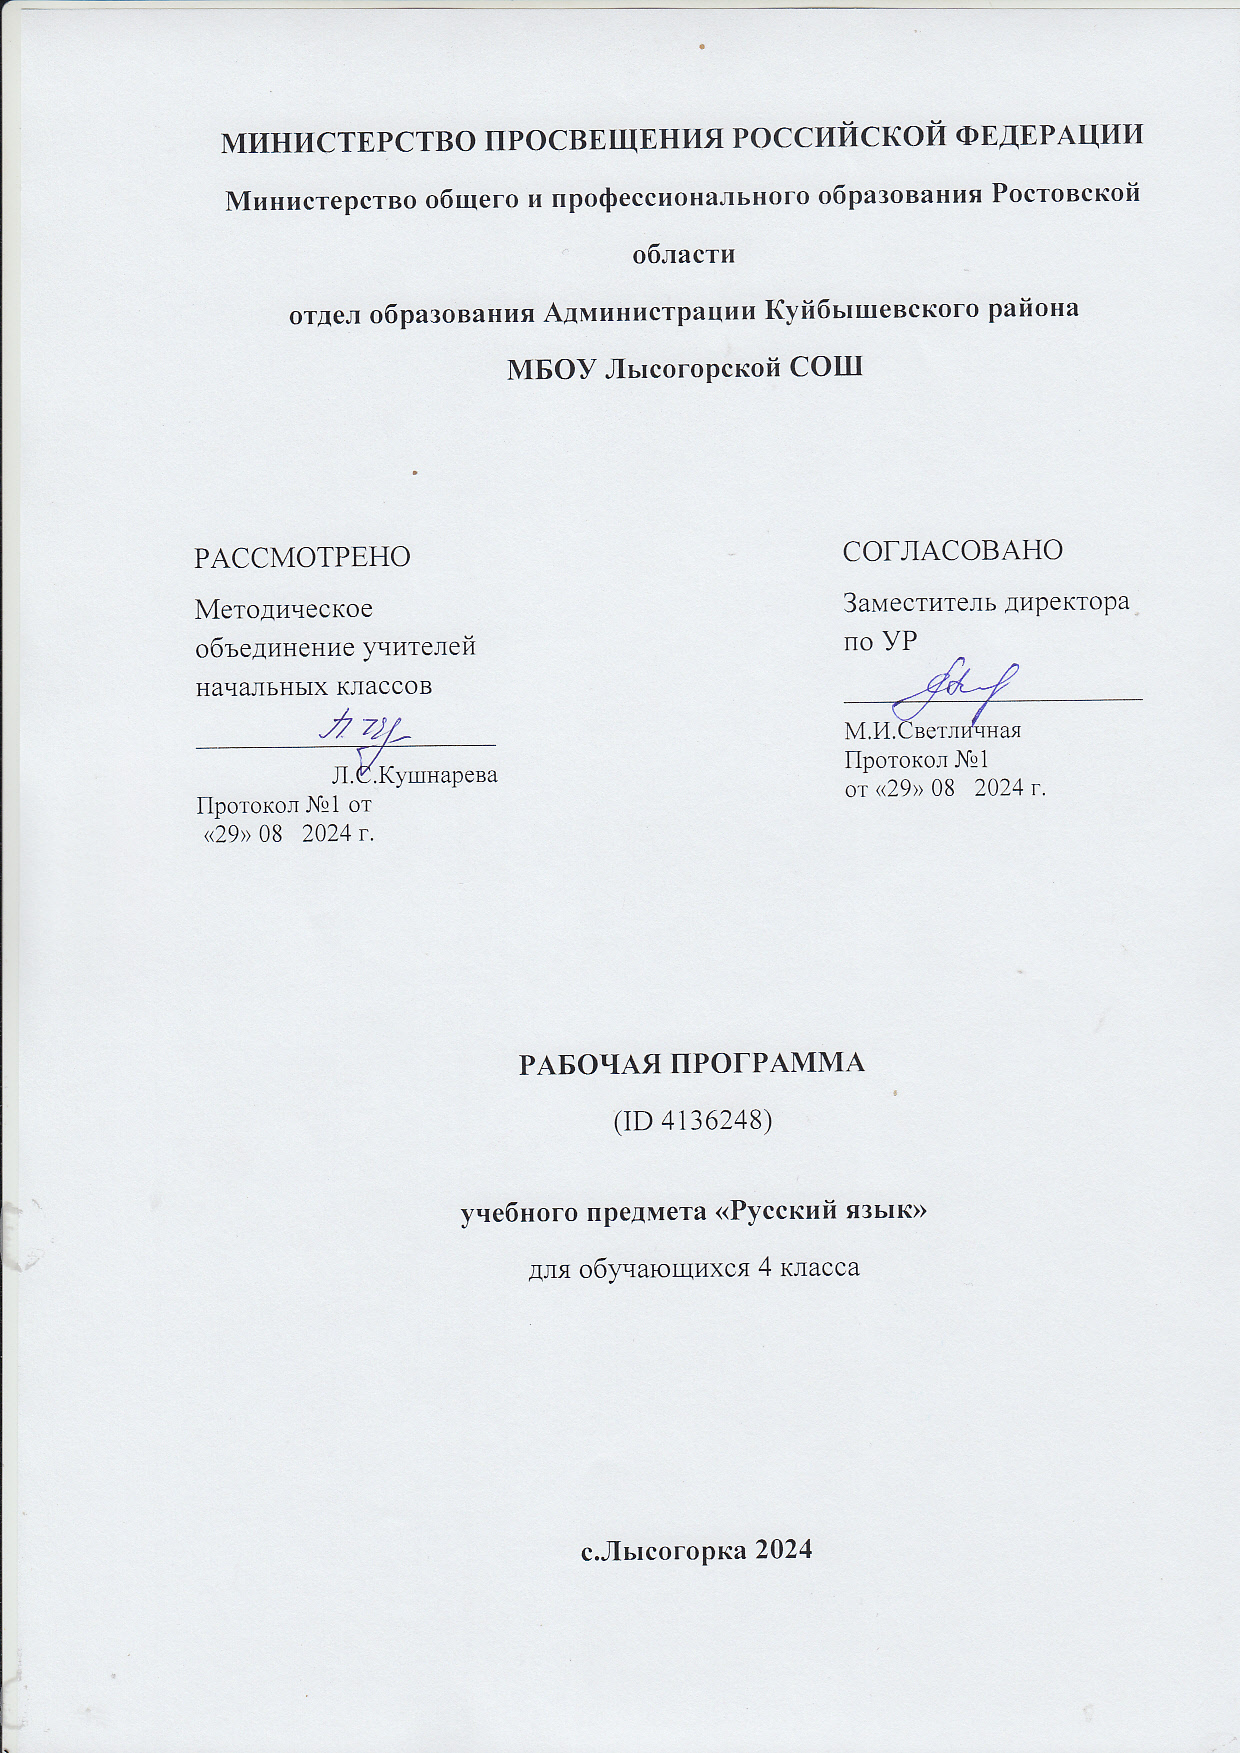 МИНИСТЕРСТВО ПРОСВЕЩЕНИЯ РОССИЙСКОЙ ФЕДЕРАЦИИ
Министерство общего и профессионального образования Ростовской
области
отдел образования Администрации Куйбышевского района
МБОУ Лысогорской СОШ
РАССМОТРЕНО
Методическое
объединение учителей
начальных классов
Л.С.Кушнарева
Протокол №1 от
«29» 08 2024 г.
СОГЛАСОВАНО
Заместитель директора
по УР
М.И.Светличная
Протокол №1
от «29» 08 2024 г.
РАБОЧАЯ ПРОГРАММА
(ID 4136248)
учебного предмета «Русский язык»
для обучающихся 4 класса
с.Лысогорка 2024